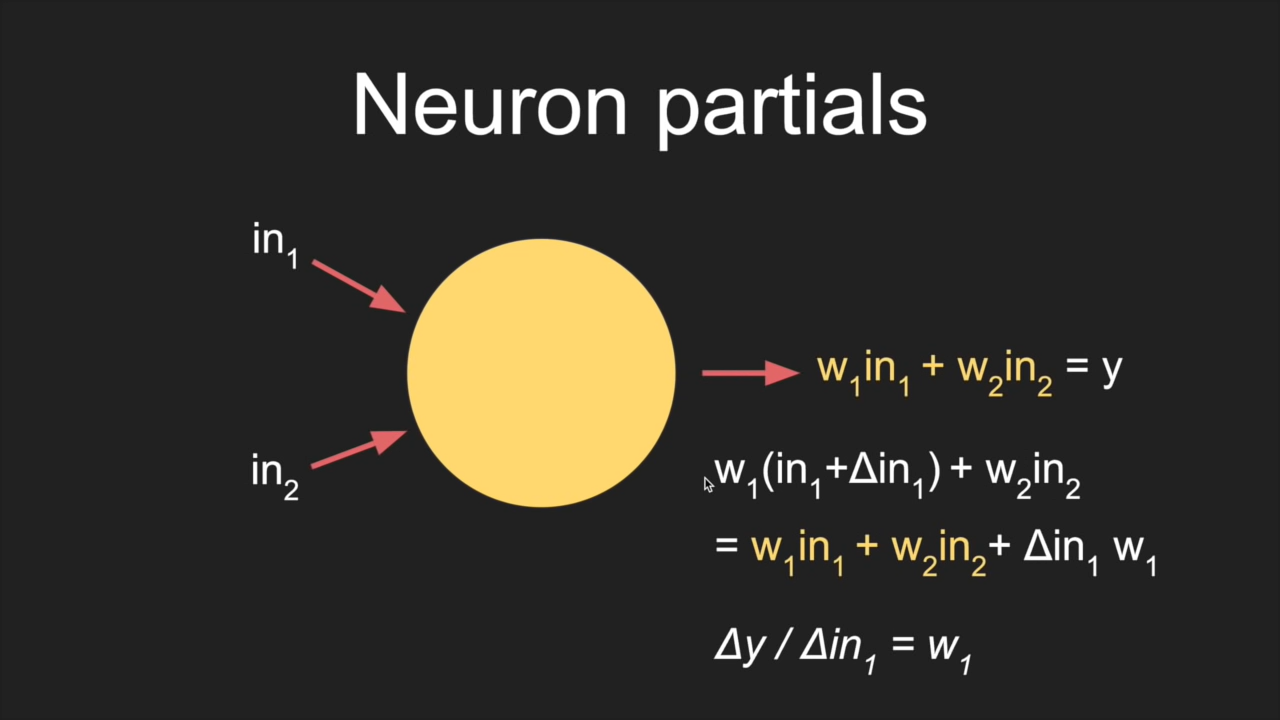 Neuron partials
in₁
w₁in₁ + w₂in₂ = y
in₂
w₁(in₁+Δin₁) + w₂in₂
= w₁in₁ + w₂in₂+ Δin₁ w₁
Δy / Δin₁ = w₁